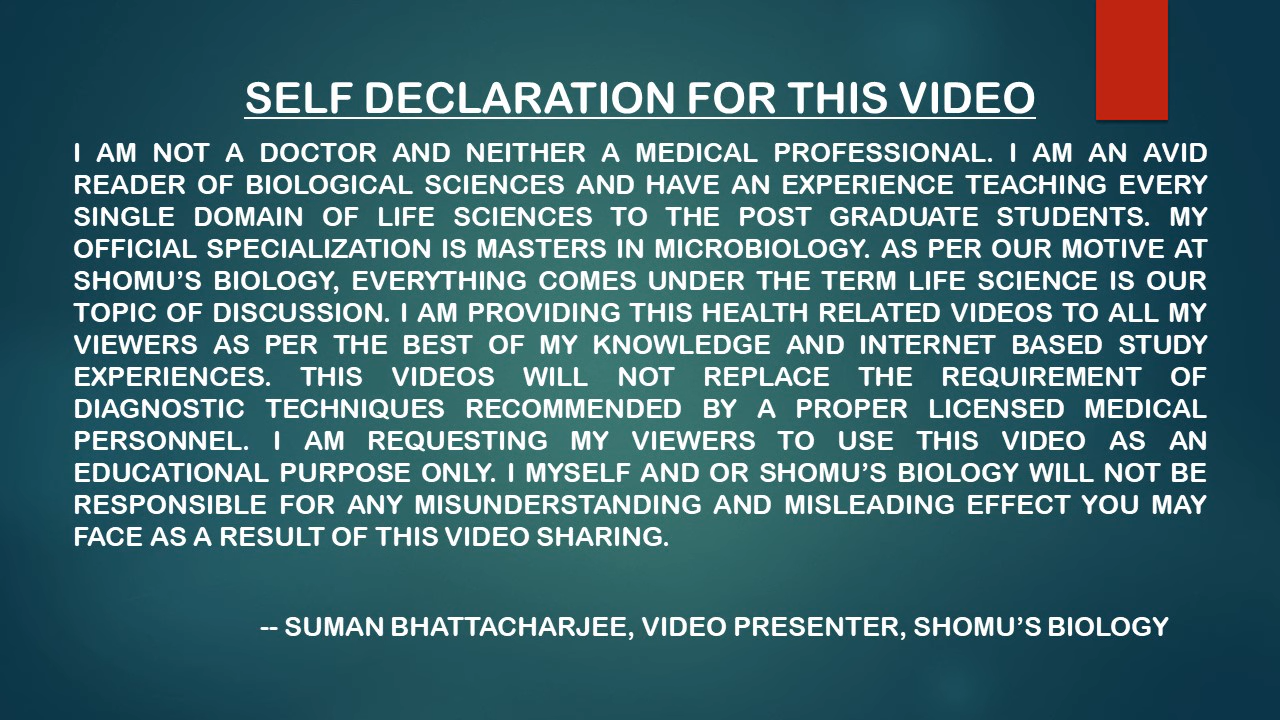 SELF DECLARATION FOR THIS VIDEO
I AM NOT A DOCTOR AND NEITHER A MEDICAL PROFESSIONAL. I AM AN AVID
READER OF BIOLOGICAL SCIENCES AND HAVE AN EXPERIENCE TEACHING EVERY
SINGLE DOMAIN OF LIFE SCIENCES TO THE POST GRADUATE STUDENTS. MY
OFFICIAL SPECIALIZATION IS MASTERS IN MICROBIOLOGY. AS PER OUR MOTIVE AT
SHOMU'S BIOLOGY, EVERYTHING COMES UNDER THE TERM LIFE SCIENCE IS OUR
TOPIC OF DISCUSSION. I AM PROVIDING THIS HEALTH RELATED VIDEOS TO ALL MY
VIEWERS AS PER THE BEST OF MY KNOWLEDGE AND INTERNET BASED STUDY
EXPERIENCES. THIS VIDEOS WILL NOT REPLACE THE REQUIREMENT OF
DIAGNOSTIC TECHNIQUES RECOMMENDED BY A PROPER LICENSED MEDICAL
PERSONNEL. I AM REQUESTING MY VIEWERS TO USE THIS VIDEO AS AN
EDUCATIONAL PURPOSE ONLY. I MYSELF AND OR SHOMU'S BIOLOGY WILL NOT BE
RESPONSIBLE FOR ANY MISUNDERSTANDING AND MISLEADING EFFECT YOU MAY
FACE AS A RESULT OF THIS VIDEO SHARING.
-- SUMAN BHATTACHARJEE, VIDEO PRESENTER, SHOMU'S BIOLOGY